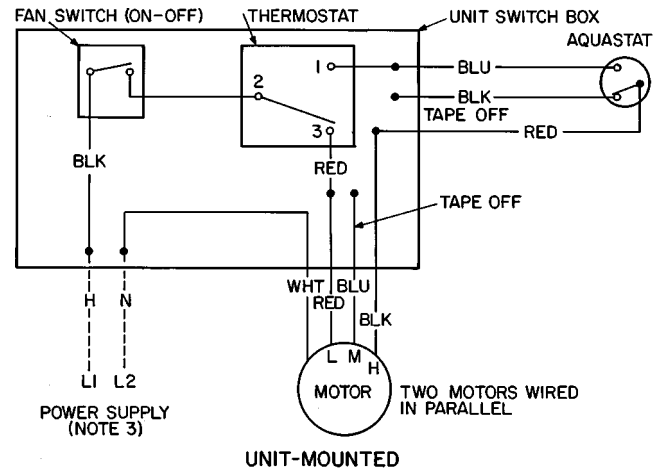 FAN SWITCH (ON-OFF)
THERMOSTAT
UNIT SWITCH BOX
AQUASTAT
1
BLU
2
BLK
TAPE OFF
3
RED
BLK
RED
TAPE OFF
WHT BLU
H N
RED
BLK
L M H
L1 L2
MOTOR
TWO MOTORS WIRED
IN PARALLEL
POWER SUPPLY
(NOTE 3)
UNIT-MOUNTED